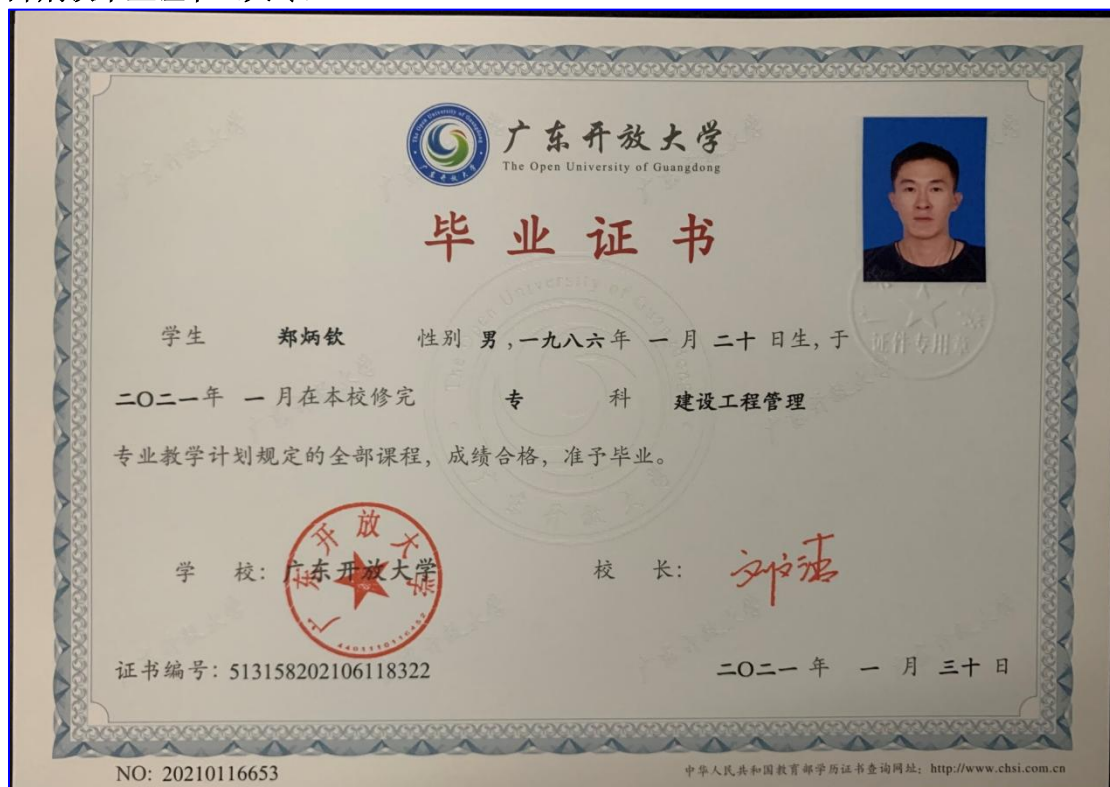 广东开放大学
The Open University of Guangdong
毕业证书
学生 郑炳钦 性别 男,一九八六年 一 月 二十 日生, 于
二〇二一年 一 月在本校修完 专 科 建设工程管理
专业教学计划规定的全部课程, 成绩合格, 准予毕业。
学 校: 广东开放大学 校 长:
证书编号: 513158202106118322 二〇二一 年 一 月 三十 日
NO: 20210116653 中华人民共和国教育部学历证书查询网址: http://www.chsi.com.cn